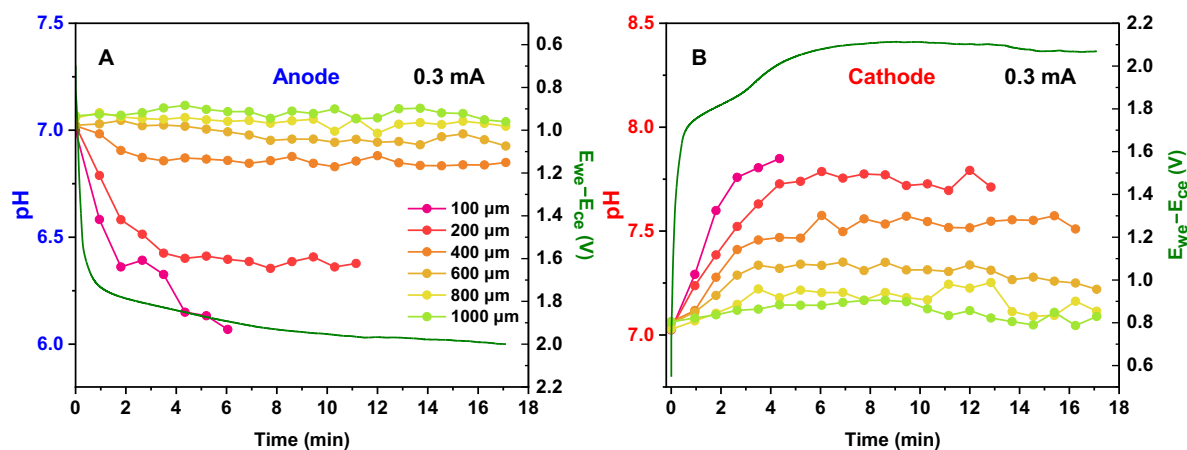 A
Anode
0.3 mA
pH
7.5
7.0
6.5
6.0
0.6
0.8
1.0
1.2
1.4
1.6
1.8
2.0
2.2
E_we−E_ce (V)
100 μm
200 μm
400 μm
600 μm
800 μm
1000 μm
0 2 4 6 8 10 12 14 16 18
Time (min)
B
Cathode
0.3 mA
pH
8.5
8.0
7.5
7.0
2.2
2.0
1.8
1.6
1.4
1.2
1.0
0.8
0.6
E_we−E_ce (V)
0 2 4 6 8 10 12 14 16 18
Time (min)